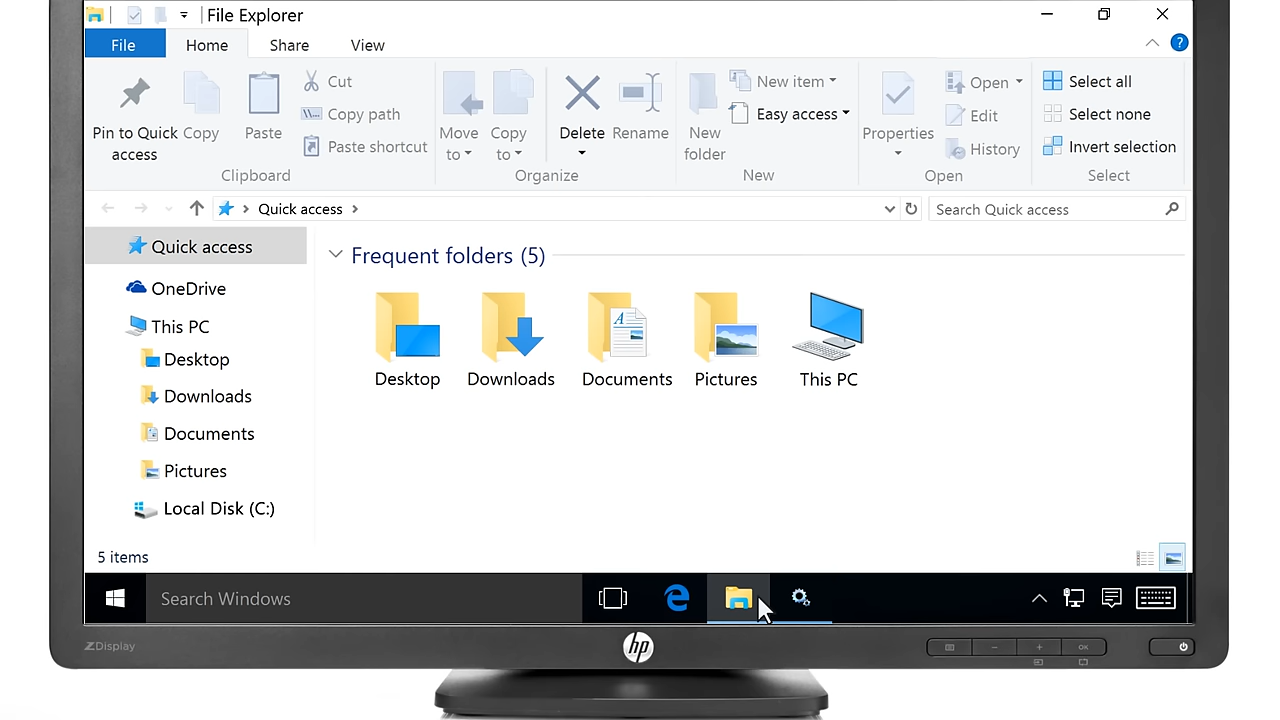 File Explorer
File Home Share View
?
Pin to Quick access
Copy
Paste
Cut
Copy path
Paste shortcut
Clipboard
Move to
Copy to
Delete
Rename
Organize
New folder
New item
Easy access
New
Properties
Open
Edit
History
Open
Select all
Select none
Invert selection
Select
Quick access
Search Quick access
Quick access
OneDrive
This PC
Desktop
Downloads
Documents
Pictures
Local Disk (C:)
Frequent folders (5)
Desktop Downloads Documents Pictures This PC
5 items
Search Windows
ZDisplay
hp
OK